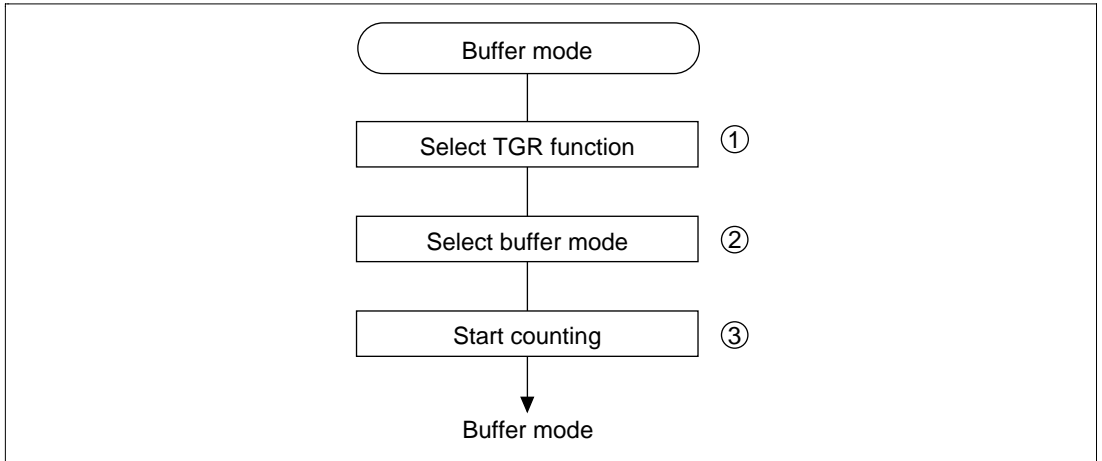 Buffer mode
Select TGR function ①
Select buffer mode ②
Start counting ③
Buffer mode